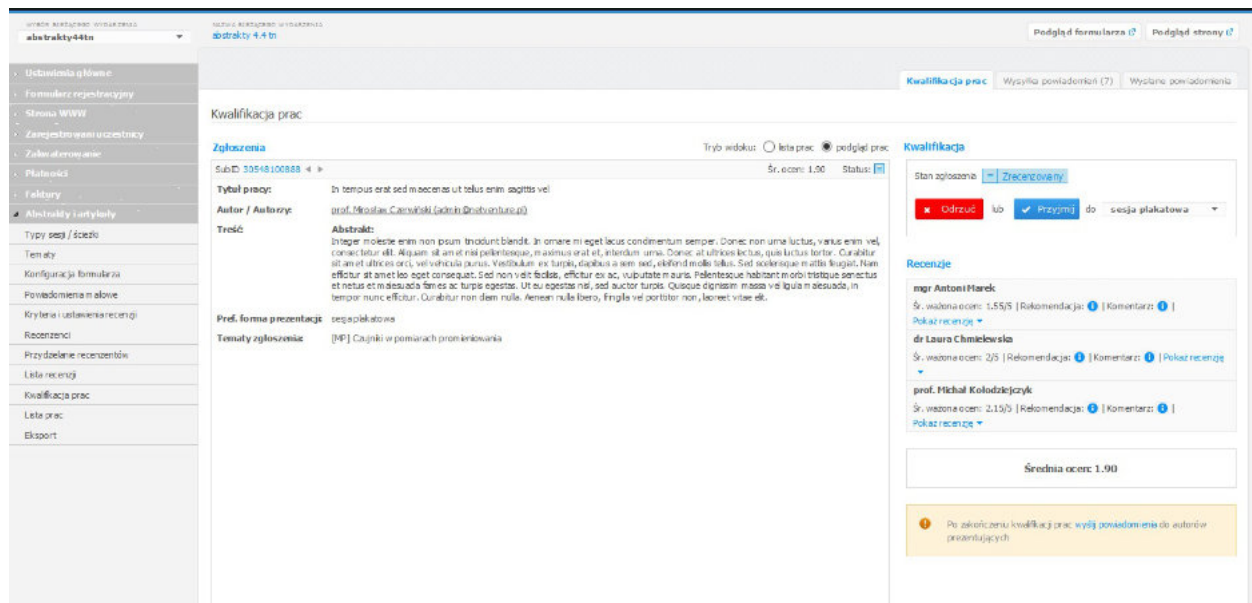 WYBÓR BIEŻĄCEGO WYDARZENIA
abstrakty44tn
NAZWA BIEŻĄCEGO WYDARZENIA
abstrakty 4.4 tn
Podgląd formularza
Podgląd strony
Ustawienia główne
Formularz rejestracyjny
Strona WWW
Zarejestrowani uczestnicy
Zakwaterowanie
Płatności
Faktury
Abstrakty i artykuły
Typy sesji / ścieżki
Tematy
Konfiguracja formularza
Powiadomienia mailowe
Kryteria i ustawienia recenzji
Recenzenci
Przydzielanie recenzentów
Lista recenzji
Kwalifikacja prac
Lista prac
Eksport
Kwalifikacja prac
Wysyłka powiadomień (7)
Wysłane powiadomienia
Kwalifikacja prac
Zgłoszenia
Tryb widoku: lista prac podgląd prac
SubID 30548100888
Śr. ocen: 1.90 Status:
Tytuł pracy: In tempus erat sed maecenas ut telus enim sagittis vel
Autor / Autorzy: prof. Mirosław Czerwiński (admin@netventure.pl)
Treść: Abstrakt:
Integer molestie enim non ipsum tincidunt blandit. In ornare mi eget lacus condimentum semper. Donec non urna luctus, varius enim vel,
consectetur elit. Aliquam sit amet nisi pellentesque, maximus erat et, interdum urna. Donec at ultrices lectus, quis luctus tortor. Curabitur
sit amet ultrices orci, vel vehicula purus. Vestibulum ex turpis, dapibus a sem sed, eleifend mollis tellus. Sed scelerisque mattis feugiat. Nam
efficitur sit amet leo eget consequat. Sed non velit facilisis, efficitur ex ac, vulputate mauris. Pellentesque habitant morbi tristique senectus
et netus et malesuada fames ac turpis egestas. Ut eu egestas nisl, sed auctor turpis. Quisque dignissim massa vel ligula malesuada, in
tempor nunc efficitur. Curabitur non diam nulla. Aenean nulla libero, fringilla vel porttitor non, laoreet vitae elit.
Pref. forma prezentacji: sesja plakatowa
Tematy zgłoszenia: [MP] Czujniki w pomiarach promieniowania
Kwalifikacja
Stan zgłoszenia Zrecenzowany
Odrzuć lub Przyjmij do sesja plakatowa
Recenzje
mgr Antoni Marek
Śr. ważona ocen: 1.55/5 | Rekomendacja: | Komentarz: |
Pokaż recenzję
dr Laura Chmielewska
Śr. ważona ocen: 2/5 | Rekomendacja: | Komentarz: | Pokaż recenzję
prof. Michał Kołodziejczyk
Śr. ważona ocen: 2.15/5 | Rekomendacja: | Komentarz: |
Pokaż recenzję
Średnia ocen: 1.90
Po zakończeniu kwalifikacji prac wyślij powiadomienia do autorów
prezentujących